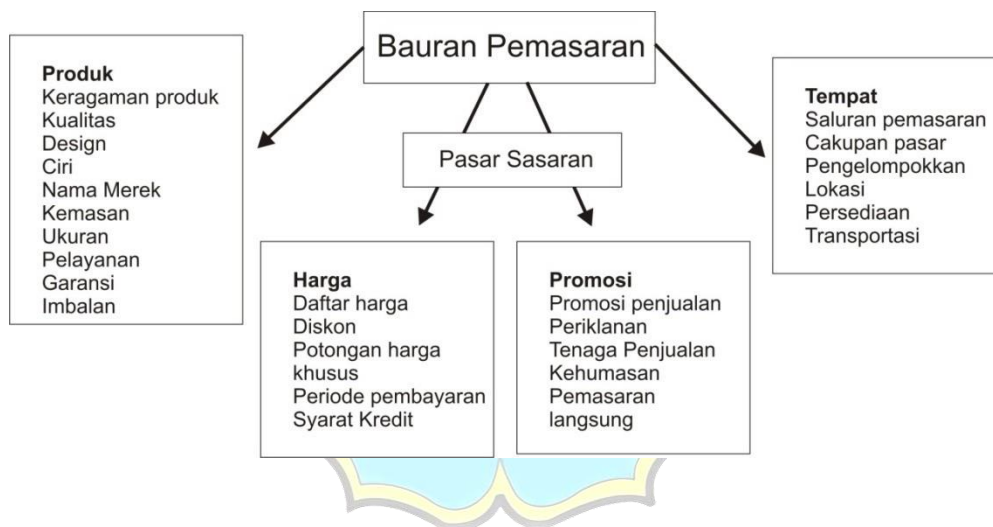 Bauran Pemasaran
Produk
Keragaman produk
Kualitas
Design
Ciri
Nama Merek
Kemasan
Ukuran
Pelayanan
Garansi
Imbalan
Pasar Sasaran
Harga
Daftar harga
Diskon
Potongan harga
khusus
Periode pembayaran
Syarat Kredit
Promosi
Promosi penjualan
Periklanan
Tenaga Penjualan
Kehumasan
Pemasaran
langsung
Tempat
Saluran pemasaran
Cakupan pasar
Pengelompokkan
Lokasi
Persediaan
Transportasi